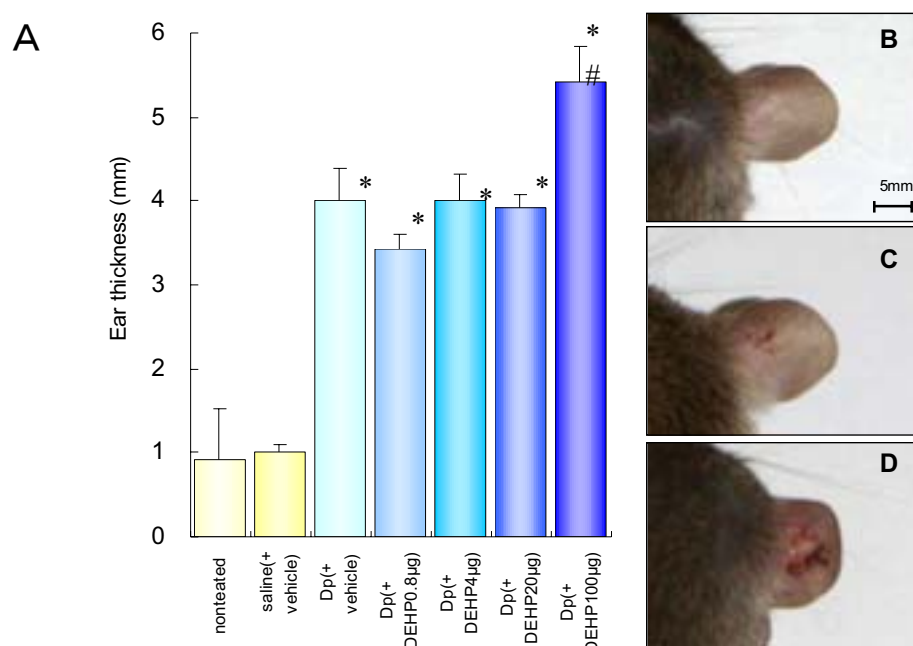 A
Ear thickness (mm)
6
5
4
3
2
1
0
*
*
*
*
*
#
nonteated
saline(+
vehicle)
Dp(+
vehicle)
Dp(+
DEHP0.8µg)
Dp(+
DEHP4µg)
Dp(+
DEHP20µg)
Dp(+
DEHP100µg)
B
5mm
C
D